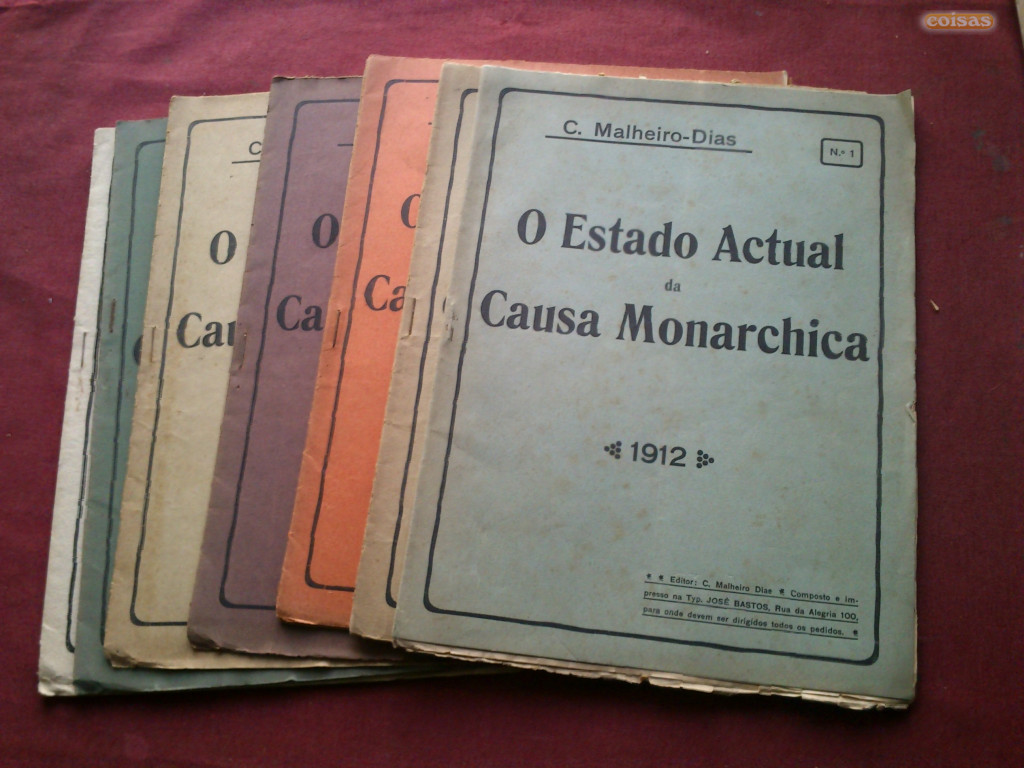 coisas
C. Malheiro-Dias
N.º 1
O Estado Actual
da
Causa Monarchica
1912
Editor: C. Malheiro Dias Composto e im-
presso na Typ. JOSÉ BASTOS, Rua da Alegria 100,
para onde devem ser dirigidos todos os pedidos.
O
Ca
O
Ca
C
O
Cau